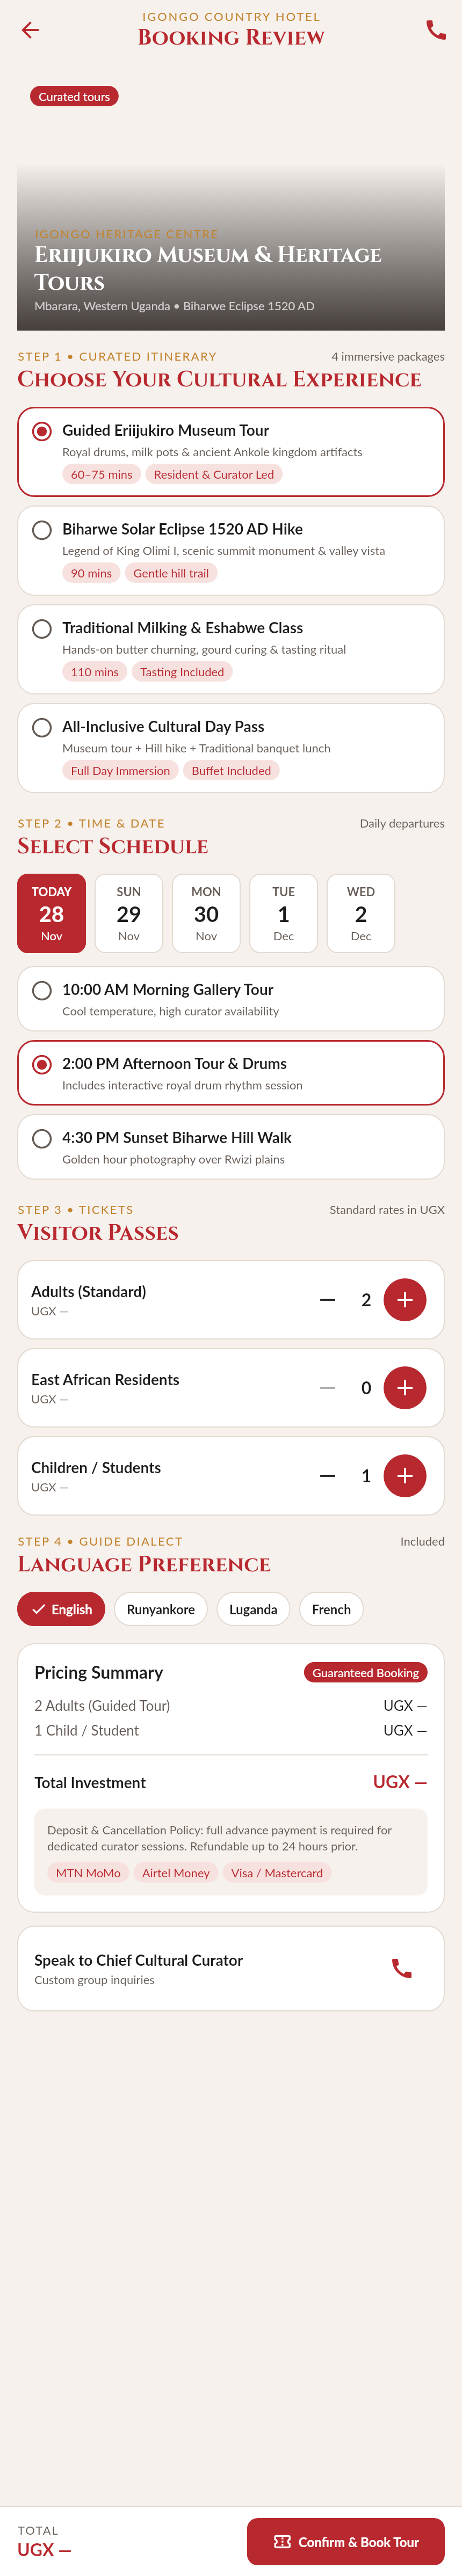 IGONGO COUNTRY HOTEL
Booking Review
Curated tours
IGONGO HERITAGE CENTRE
Eriijukiro Museum & Heritage
Tours
Mbarara, Western Uganda • Biharwe Eclipse 1520 AD
STEP 1 • CURATED ITINERARY
4 immersive packages
Choose Your Cultural Experience
Guided Eriijukiro Museum Tour
Royal drums, milk pots & ancient Ankole kingdom artifacts
60–75 mins
Resident & Curator Led
Biharwe Solar Eclipse 1520 AD Hike
Legend of King Olimi I, scenic summit monument & valley vista
90 mins
Gentle hill trail
Traditional Milking & Eshabwe Class
Hands-on butter churning, gourd curing & tasting ritual
110 mins
Tasting Included
All-Inclusive Cultural Day Pass
Museum tour + Hill hike + Traditional banquet lunch
Full Day Immersion
Buffet Included
STEP 2 • TIME & DATE
Daily departures
Select Schedule
TODAY
28
Nov
SUN
29
Nov
MON
30
Nov
TUE
1
Dec
WED
2
Dec
10:00 AM Morning Gallery Tour
Cool temperature, high curator availability
2:00 PM Afternoon Tour & Drums
Includes interactive royal drum rhythm session
4:30 PM Sunset Biharwe Hill Walk
Golden hour photography over Rwizi plains
STEP 3 • TICKETS
Standard rates in UGX
Visitor Passes
Adults (Standard)
UGX —
2
East African Residents
UGX —
0
Children / Students
UGX —
1
STEP 4 • GUIDE DIALECT
Included
Language Preference
English
Runyankore
Luganda
French
Pricing Summary
Guaranteed Booking
2 Adults (Guided Tour)
UGX —
1 Child / Student
UGX —
Total Investment
UGX —
Deposit & Cancellation Policy: full advance payment is required for
dedicated curator sessions. Refundable up to 24 hours prior.
MTN MoMo
Airtel Money
Visa / Mastercard
Speak to Chief Cultural Curator
Custom group inquiries
TOTAL
UGX —
Confirm & Book Tour